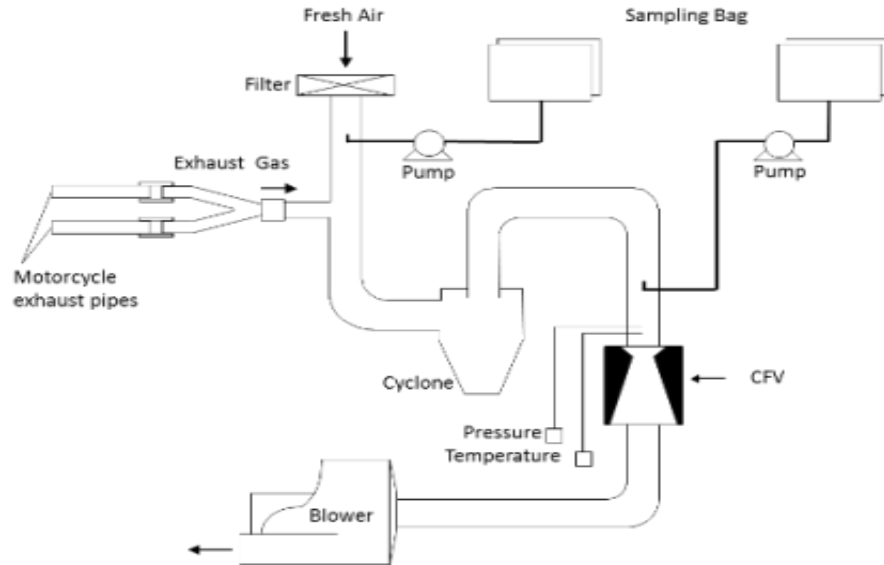 Fresh Air
Sampling Bag
Filter
Exhaust Gas
Pump
Pump
Motorcycle
exhaust pipes
Cyclone
CFV
Pressure
Temperature
Blower